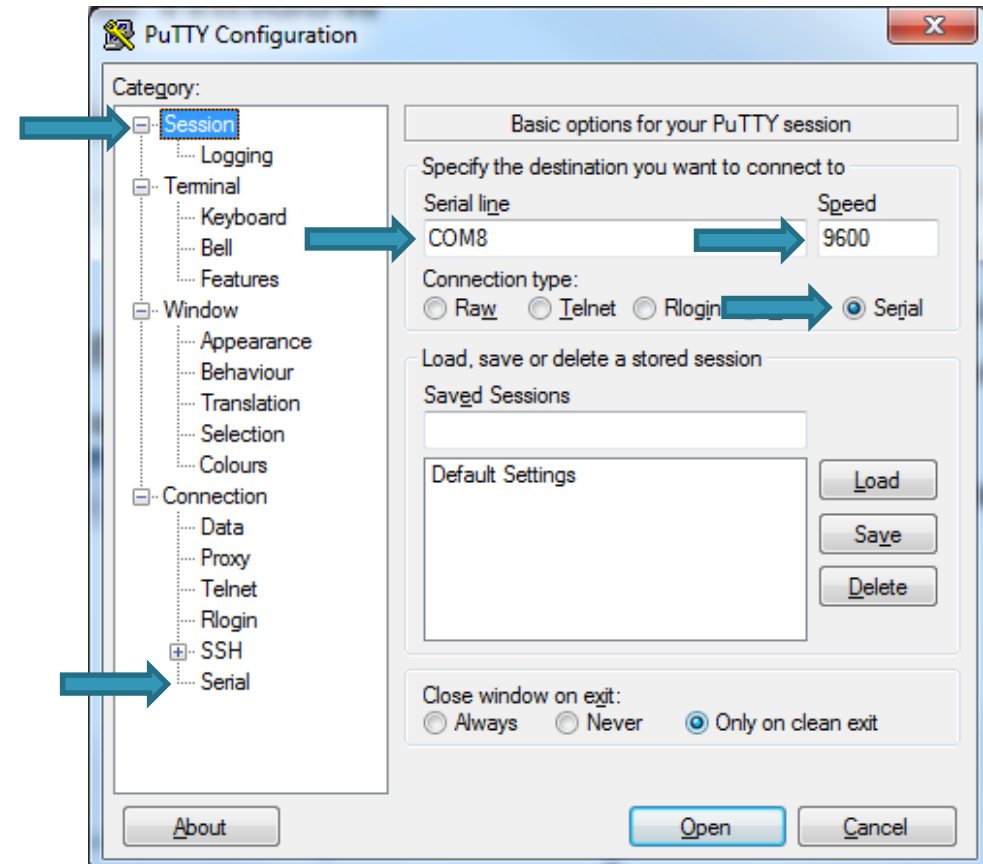 PuTTY Configuration
Category:
Session
Logging
Terminal
Keyboard
Bell
Features
Window
Appearance
Behaviour
Translation
Selection
Colours
Connection
Data
Proxy
Telnet
Rlogin
SSH
Serial
Basic options for your PuTTY session
Specify the destination you want to connect to
Serial line Speed
COM8 9600
Connection type:
Raw Telnet Rlogin Serial
Load, save or delete a stored session
Saved Sessions
Default Settings
Load
Save
Delete
Close window on exit:
Always Never Only on clean exit
About Open Cancel